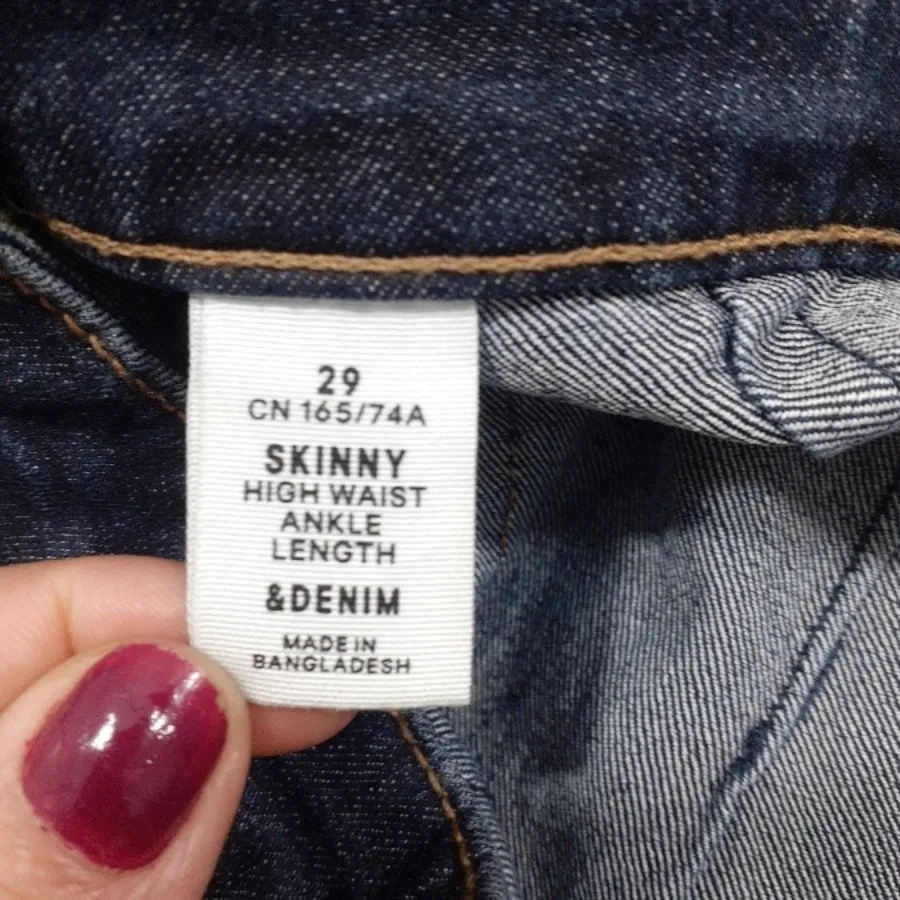 29
CN 165/74A
SKINNY
HIGH WAIST
ANKLE
LENGTH
&DENIM
MADE IN
BANGLADESH